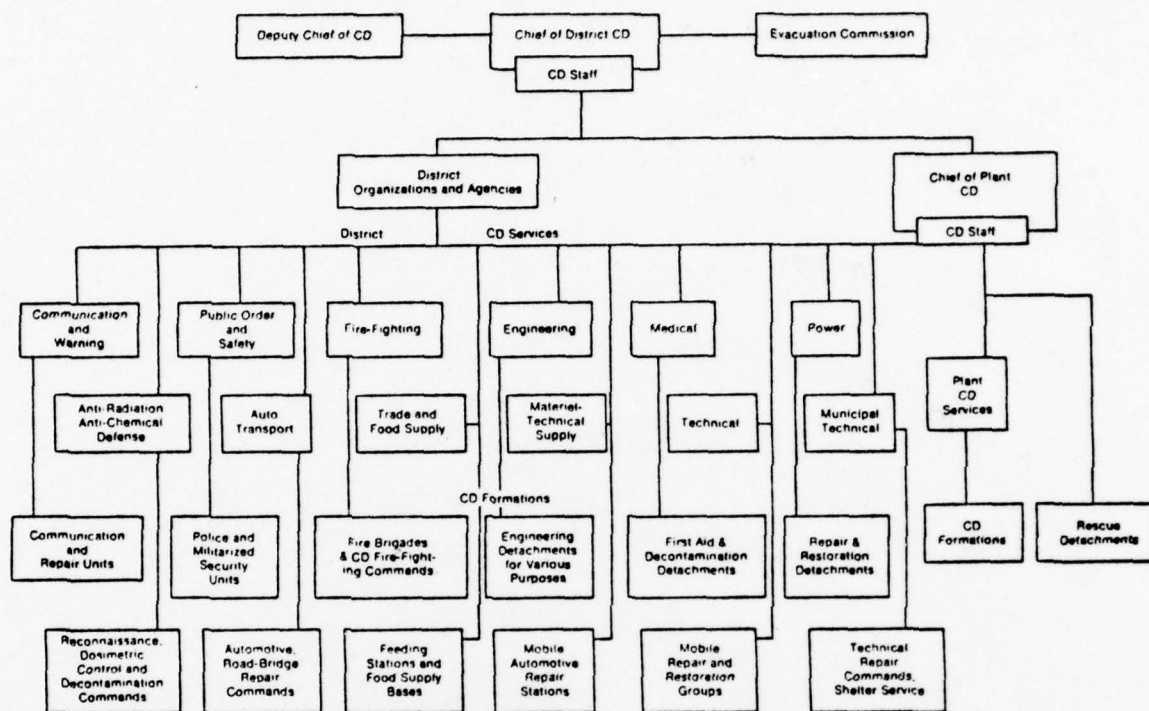 Deputy Chief of CD
Chief of District CD
Evacuation Commission
CD Staff
District
Organizations and Agencies
Chief of Plant
CD
CD Staff
District
CD Services
Communication
and
Warning
Public Order
and
Safety
Fire-Fighting
Engineering
Medical
Power
Plant
CD
Services
Anti-Radiation
Anti-Chemical
Defense
Auto
Transport
Trade and
Food Supply
Materiel-
Technical
Supply
Technical
Municipal
Technical
CD Formations
Communication
and
Repair Units
Police and
Militarized
Security
Units
Fire Brigades
& CD Fire-Fight-
ing Commands
Engineering
Detachments
for Various
Purposes
First Aid &
Decontamination
Detachments
Repair &
Restoration
Detachments
CD
Formations
Rescue
Detachments
Reconnaissance,
Dosimetric
Control and
Decontamination
Commands
Automotive,
Road-Bridge
Repair
Commands
Feeding
Stations and
Food Supply
Bases
Mobile
Automotive
Repair
Stations
Mobile
Repair and
Restoration
Groups
Technical
Repair
Commands,
Shelter Service